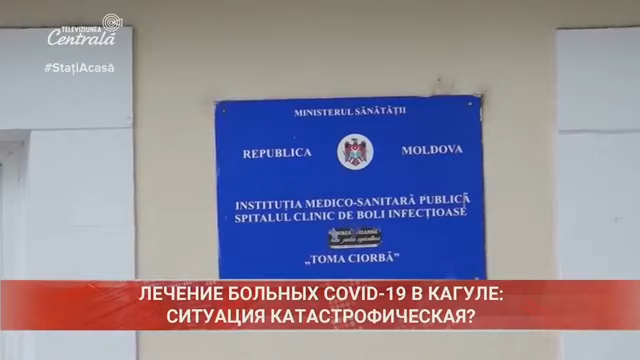 TELEVIZIUNEA
Centrală
#StațiAcasă
MINISTERUL SĂNĂTĂȚII
REPUBLICA MOLDOVA
INSTITUȚIA MEDICO-SANITARĂ PUBLICĂ
SPITALUL CLINIC DE BOLI INFECȚIOASE
„TOMA CIORBĂ”
ЛЕЧЕНИЕ БОЛЬНЫХ COVID-19 В КАГУЛЕ:
СИТУАЦИЯ КАТАСТРОФИЧЕСКАЯ?